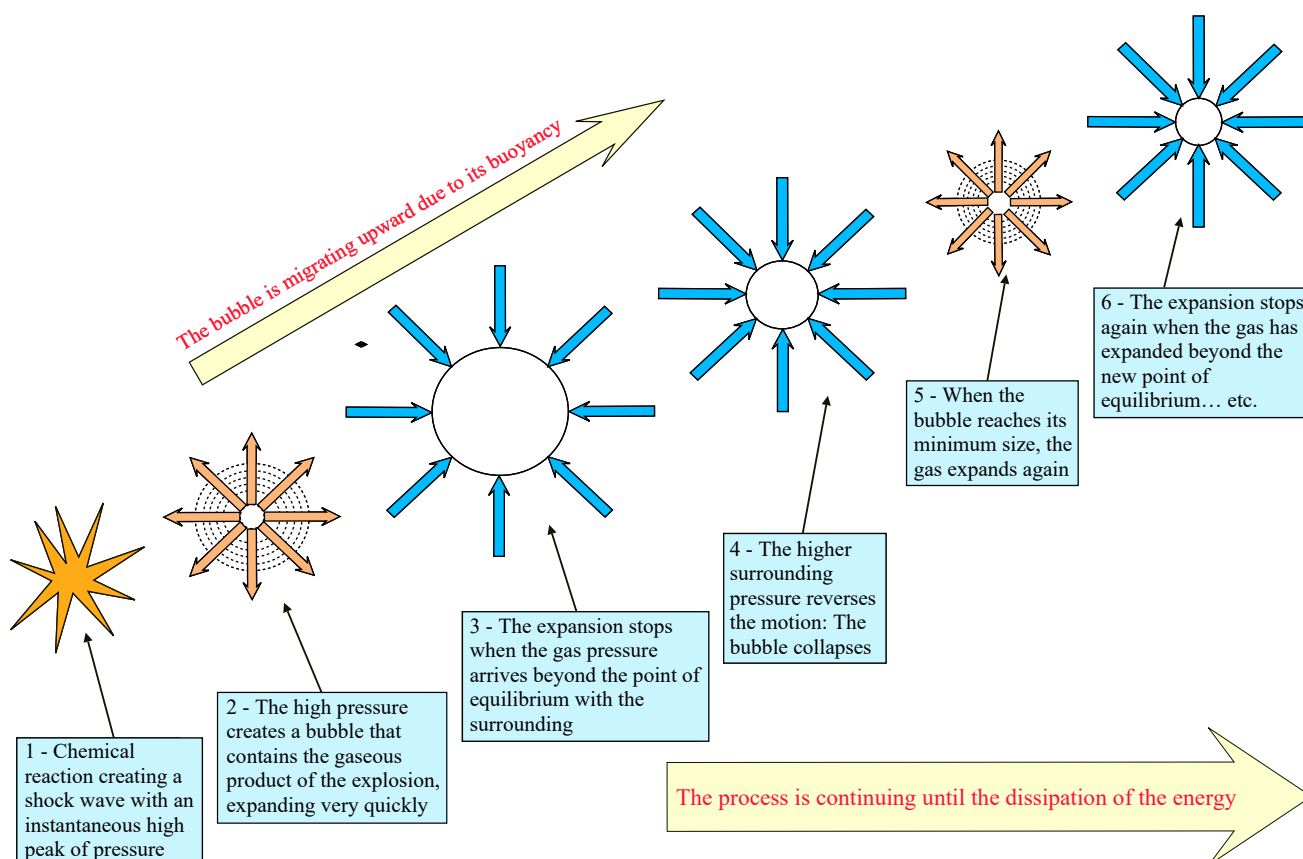 The bubble is migrating upward due to its buoyancy
1 - Chemical
reaction creating a
shock wave with an
instantaneous high
peak of pressure
2 - The high pressure
creates a bubble that
contains the gaseous
product of the explosion,
expanding very quickly
3 - The expansion stops
when the gas pressure
arrives beyond the point of
equilibrium with the
surrounding
4 - The higher
surrounding
pressure reverses
the motion: The
bubble collapses
5 - When the
bubble reaches its
minimum size, the
gas expands again
6 - The expansion stops
again when the gas has
expanded beyond the
new point of
equilibrium… etc.
The process is continuing until the dissipation of the energy